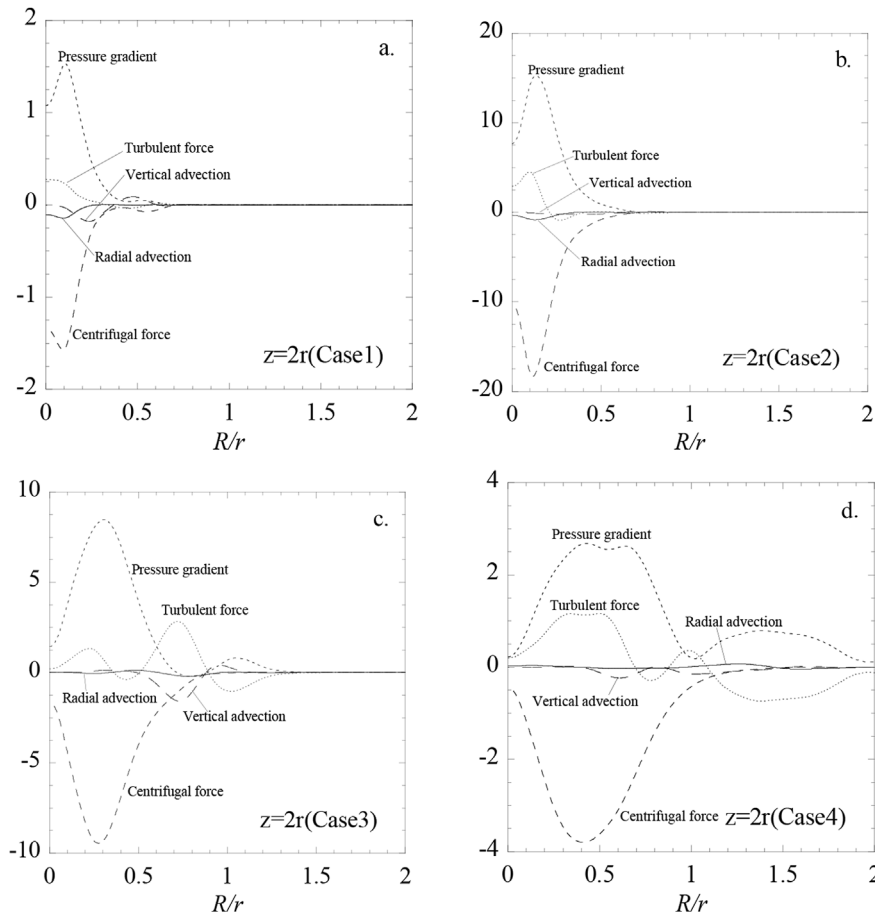 a.
2
1
0
-1
-2
Pressure gradient
Turbulent force
Vertical advection
Radial advection
Centrifugal force
z=2r(Case1)
0 0.5 1 1.5 2
R/r
b.
20
10
0
-10
-20
Pressure gradient
Turbulent force
Vertical advection
Radial advection
Centrifugal force
z=2r(Case2)
0 0.5 1 1.5 2
R/r
c.
10
5
0
-5
-10
Pressure gradient
Turbulent force
Radial advection
Vertical advection
Centrifugal force
z=2r(Case3)
0 0.5 1 1.5 2
R/r
d.
4
2
0
-2
-4
Pressure gradient
Turbulent force
Radial advection
Vertical advection
Centrifugal force
z=2r(Case4)
0 0.5 1 1.5 2
R/r